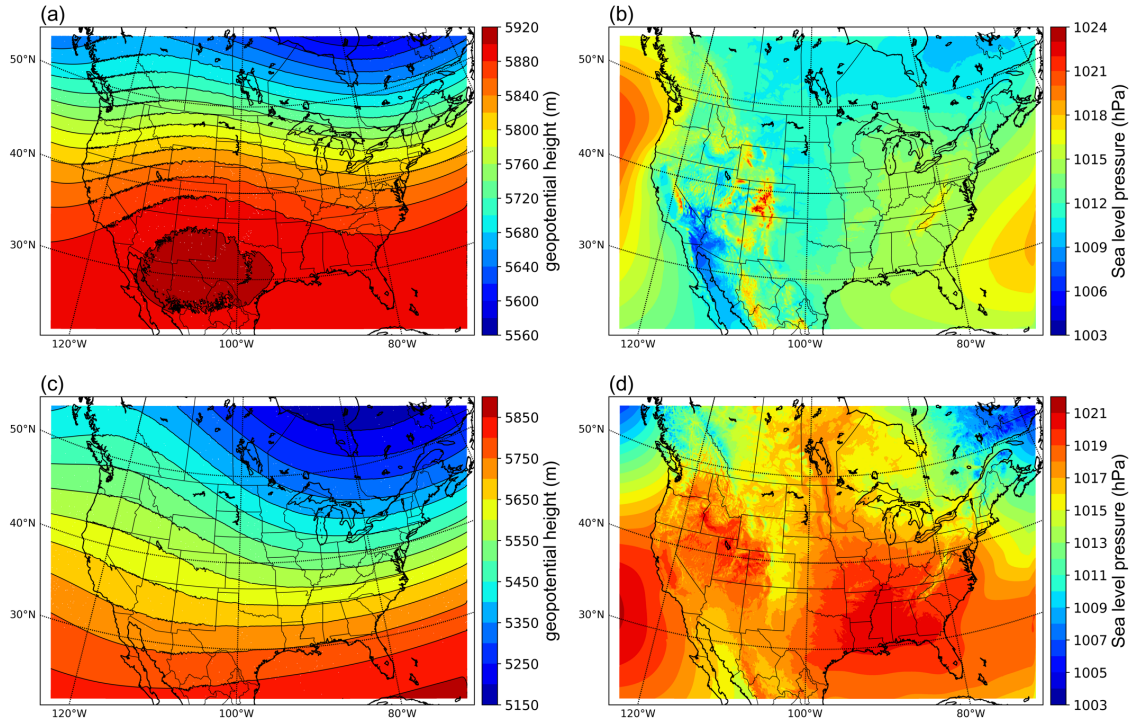 (a)
50°N
40°N
30°N
120°W 100°W 80°W
5920
5880
5840
5800
5760
5720
5680
5640
5600
5560
geopotential height (m)
(b)
50°N
40°N
30°N
120°W 100°W 80°W
1024
1021
1018
1015
1012
1009
1006
1003
Sea level pressure (hPa)
(c)
50°N
40°N
30°N
120°W 100°W 80°W
5850
5750
5650
5550
5450
5350
5250
5150
geopotential height (m)
(d)
50°N
40°N
30°N
120°W 100°W 80°W
1021
1019
1017
1015
1013
1011
1009
1007
1005
1003
Sea level pressure (hPa)